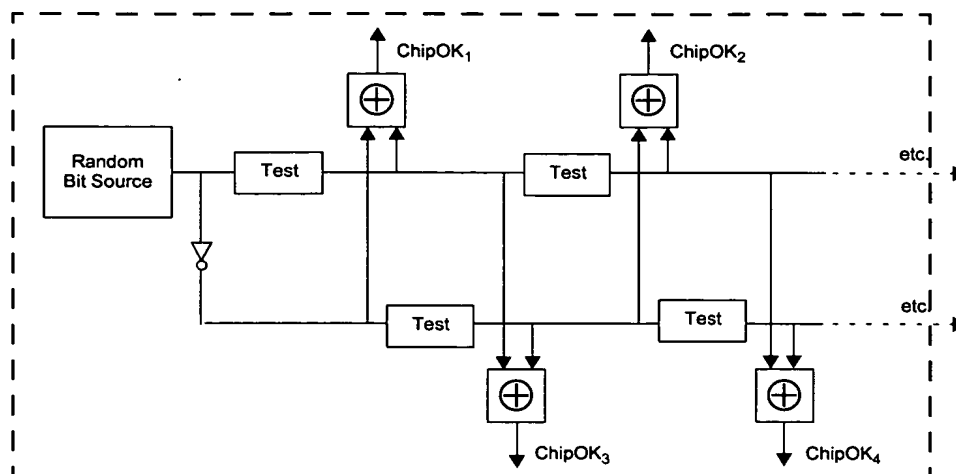 ChipOK₁
ChipOK₂
Random
Bit Source
Test
Test
etc.
Test
Test
etc
ChipOK₃
ChipOK₄